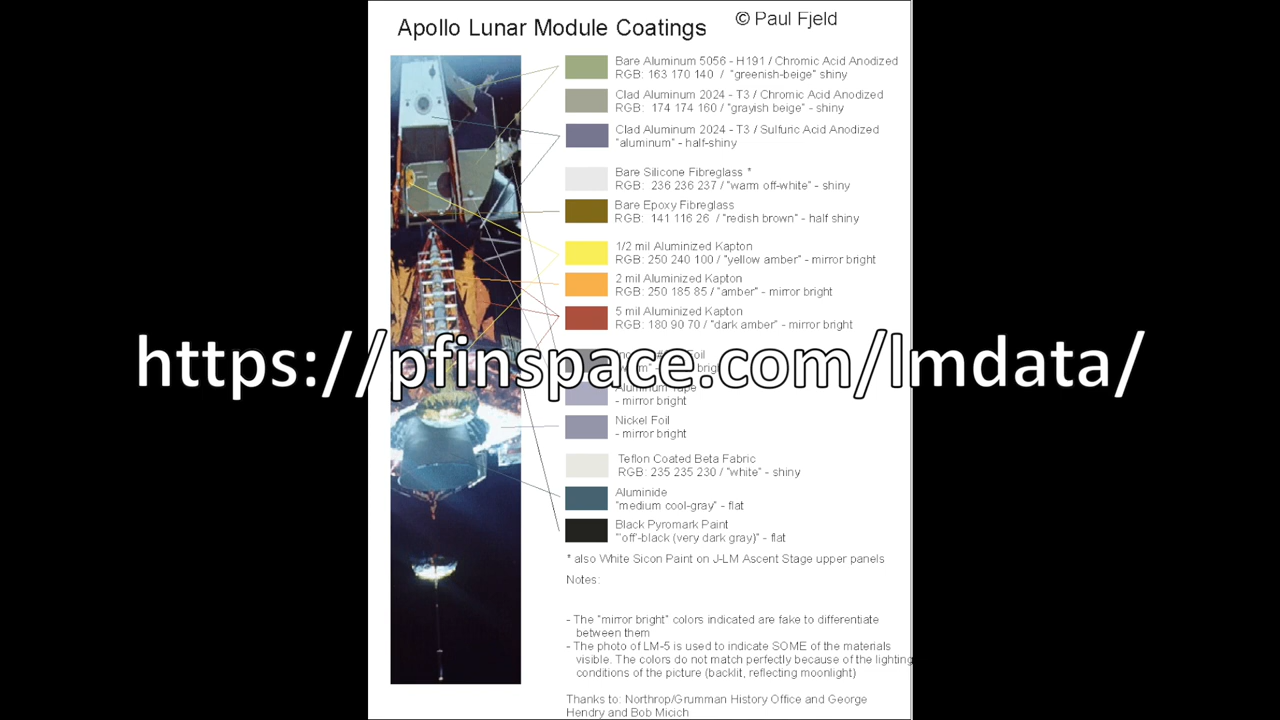 Apollo Lunar Module Coatings
© Paul Fjeld
Bare Aluminum 5056 - H191 / Chromic Acid Anodized
RGB: 163 170 140 / "greenish-beige" shiny
Clad Aluminum 2024 - T3 / Chromic Acid Anodized
RGB: 174 174 160 / "grayish beige" - shiny
Clad Aluminum 2024 - T3 / Sulfuric Acid Anodized
"aluminum" - half-shiny
Bare Silicone Fibreglass *
RGB: 236 236 237 / "warm off-white" - shiny
Bare Epoxy Fibreglass
RGB: 141 116 26 / "redish brown" - half shiny
1/2 mil Aluminized Kapton
RGB: 250 240 100 / "yellow amber" - mirror bright
2 mil Aluminized Kapton
RGB: 250 185 85 / "amber" - mirror bright
5 mil Aluminized Kapton
RGB: 180 90 70 / "dark amber" - mirror bright
Foil
https://pfinspace.com/lmdata/
Aluminum Tape
- mirror bright
Nickel Foil
- mirror bright
Teflon Coated Beta Fabric
RGB: 235 235 230 / "white" - shiny
Aluminide
"medium cool-gray" - flat
Black Pyromark Paint
"'off'-black (very dark gray)" - flat
* also White Sicon Paint on J-LM Ascent Stage upper panels
Notes:
- The "mirror bright" colors indicated are fake to differentiate
between them
- The photo of LM-5 is used to indicate SOME of the materials
visible. The colors do not match perfectly because of the lighting
conditions of the picture (backlit, reflecting moonlight)
Thanks to: Northrop/Grumman History Office and George
Hendry and Bob Micich